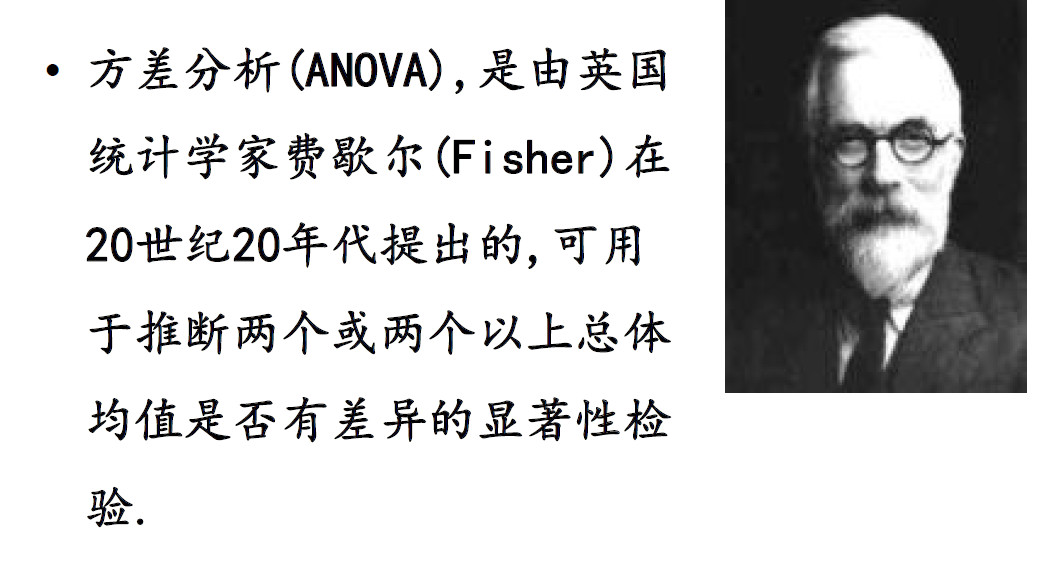 • 方差分析(ANOVA),是由英国
统计学家费歇尔(Fisher)在
20世纪20年代提出的,可用
于推断两个或两个以上总体
均值是否有差异的显著性检
验.